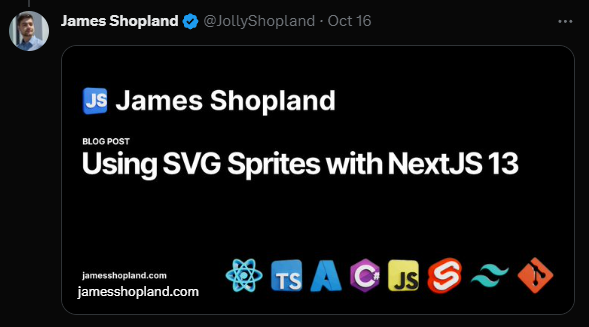 James Shopland @JollyShopland · Oct 16
JS James Shopland
BLOG POST
Using SVG Sprites with NextJS 13
jamesshopland.com
TS C# JS
jamesshopland.com